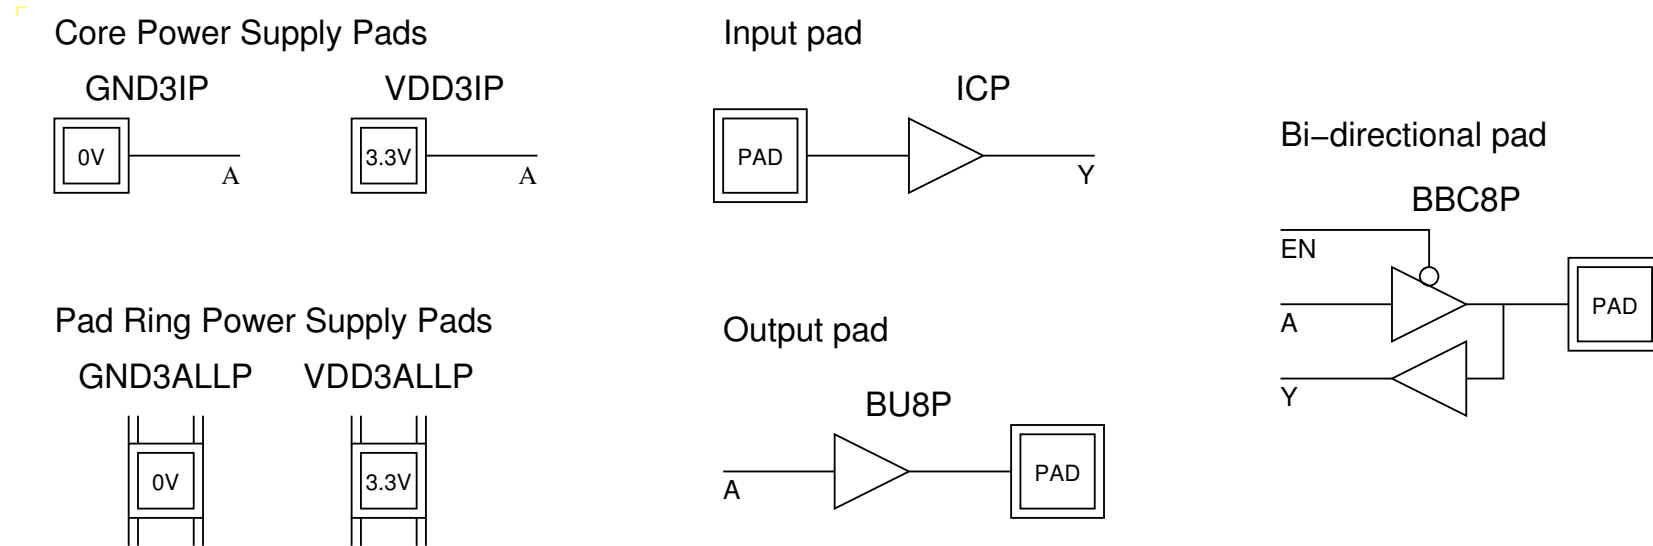 Core Power Supply Pads
GND3IP
VDD3IP
0V
A
3.3V
A
Pad Ring Power Supply Pads
GND3ALLP
VDD3ALLP
0V
3.3V
Input pad
ICP
PAD
Y
Output pad
BU8P
A
PAD
Bi−directional pad
BBC8P
EN
A
Y
PAD